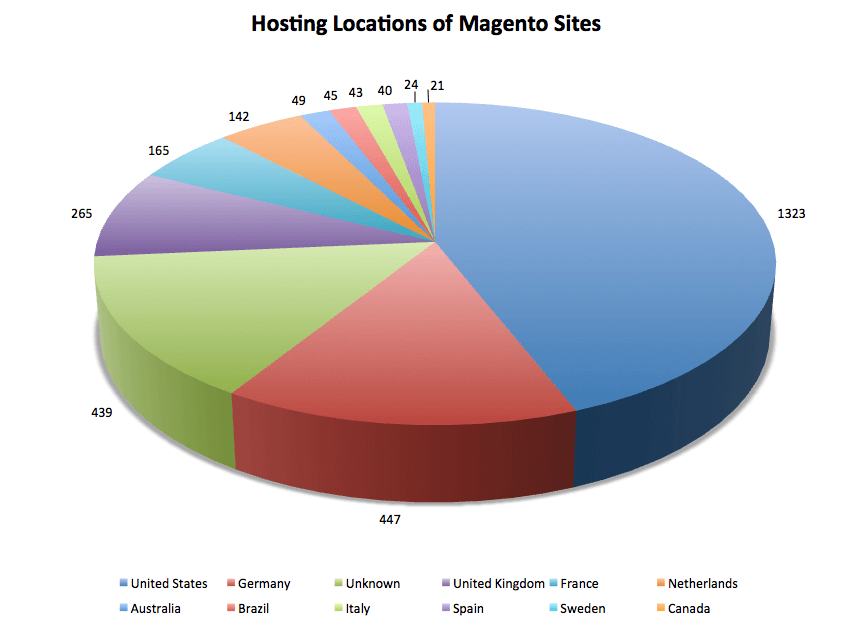 Hosting Locations of Magento Sites
24 21
49 45 43 40
142
165
265
1323
439
447
United States Germany Unknown United Kingdom France Netherlands
Australia Brazil Italy Spain Sweden Canada